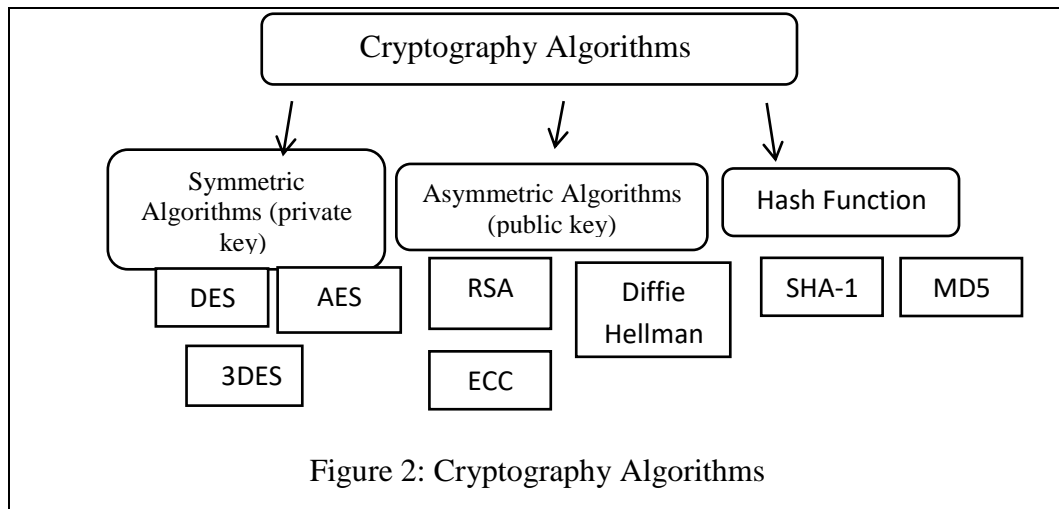 Cryptography Algorithms
Symmetric
Algorithms (private
key)
Asymmetric Algorithms
(public key)
Hash Function
DES
AES
3DES
RSA
Diffie
Hellman
ECC
SHA-1
MD5
Figure 2: Cryptography Algorithms